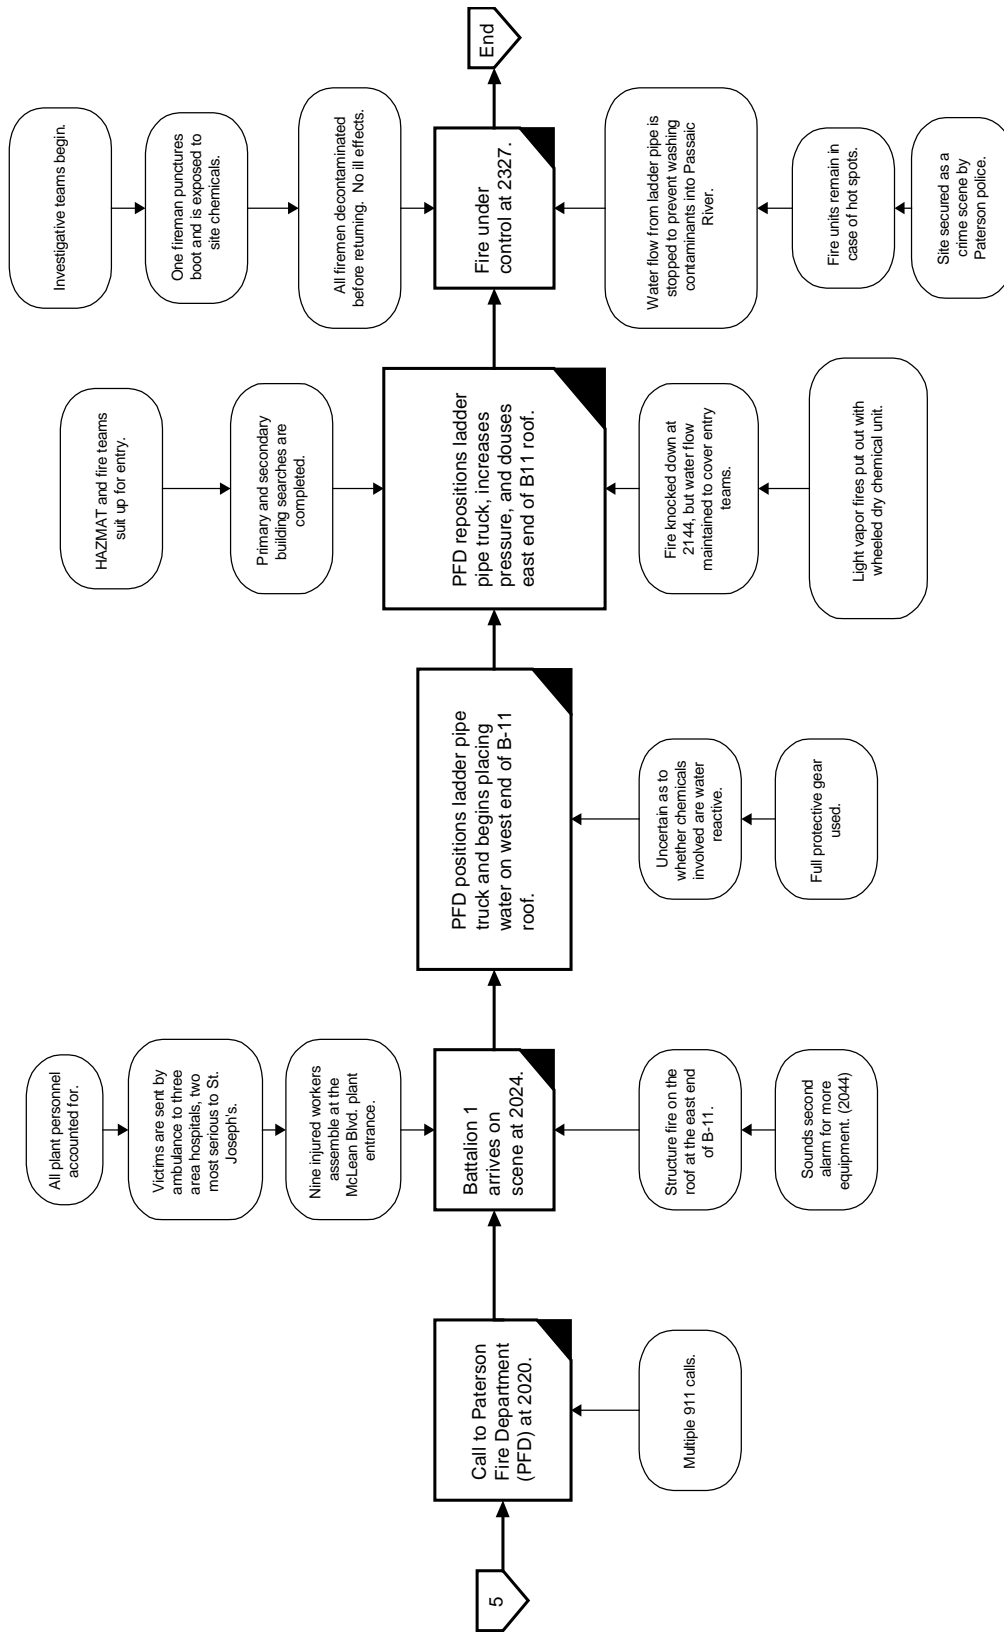 5
Call to Paterson
Fire Department
(PFD) at 2020.
Multiple 911 calls.
All plant personnel
accounted for.
Victims are sent by
ambulance to three
area hospitals, two
most serious to St.
Joseph's.
Nine injured workers
assemble at the
McLean Blvd. plant
entrance.
Battalion 1
arrives on
scene at 2024.
Structure fire on the
roof at the east end
of B-11.
Sounds second
alarm for more
equipment. (2044)
PFD positions ladder pipe
truck and begins placing
water on west end of B-11
roof.
Uncertain as to
whether chemicals
involved are water
reactive.
Full protective gear
used.
HAZMAT and fire teams
suit up for entry.
Primary and secondary
building searches are
completed.
PFD repositions ladder
pipe truck, increases
pressure, and douses
east end of B11 roof.
Fire knocked down at
2144, but water flow
maintained to cover entry
teams.
Light vapor fires put out with
wheeled dry chemical unit.
Investigative teams begin.
One fireman punctures
boot and is exposed to
site chemicals.
All firemen decontaminated
before returning. No ill effects.
Fire under
control at 2327.
Water flow from ladder pipe is
stopped to prevent washing
contaminants into Passaic
River.
Fire units remain in
case of hot spots.
Site secured as a
crime scene by
Paterson police.
End